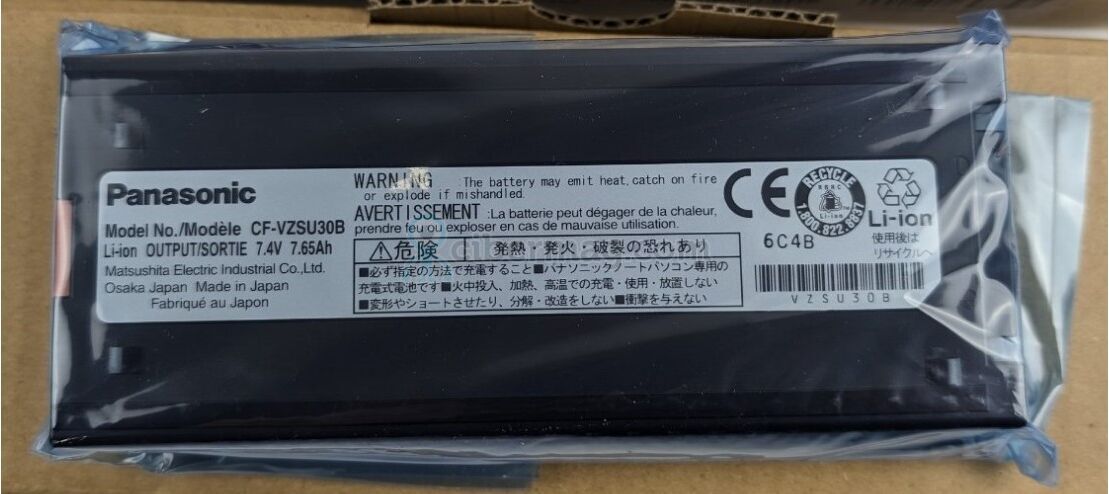 Panasonic
Model No./Modèle CF-VZSU30B
Li-ion OUTPUT/SORTIE 7.4V 7.65Ah
Matsushita Electric Industrial Co.,Ltd.
Osaka Japan Made in Japan
Fabriqué au Japon
WARNING :The battery may emit heat,catch on fire
or explode if mishandled.
AVERTISSEMENT :La batterie peut dégager de la chaleur,
prendre feu ou exploser en cas de mauvaise utilisation.
⚠危険 発熱・発火・破裂の恐れあり
■必ず指定の方法で充電すること■パナソニックノートパソコン専用の
充電式電池です■火中投入、加熱、高温での充電・使用・放置しない
■変形やショートさせたり、分解・改造をしない■衝撃を与えない
CE
6C4B
RECYCLE
RBRC
Li-ion
1.800.822.8837
Li-ion
使用後は
リサイクルへ
VZSU30B